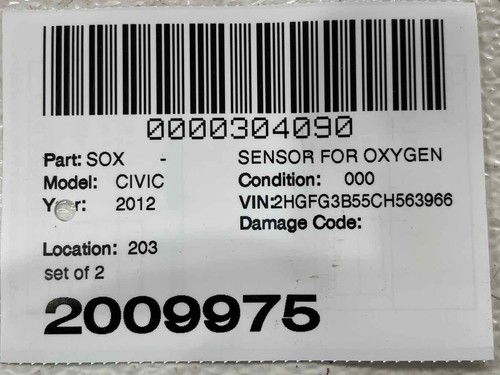 0000304090
Part: SOX - SENSOR FOR OXYGEN
Model: CIVIC Condition: 000
Year: 2012 VIN:2HGFG3B55CH563966
Damage Code:
Location: 203
set of 2
2009975